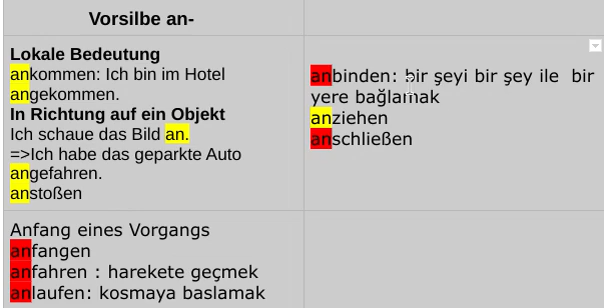 Vorsilbe an-
Lokale Bedeutung
ankommen: Ich bin im Hotel
angekommen.
In Richtung auf ein Objekt
Ich schaue das Bild an.
=>Ich habe das geparkte Auto
angefahren.
anstoßen
anbinden: bir şeyi bir şey ile bir
yere bağlamak
anziehen
anschließen
Anfang eines Vorgangs
anfangen
anfahren : harekete geçmek
anlaufen: kosmaya baslamak